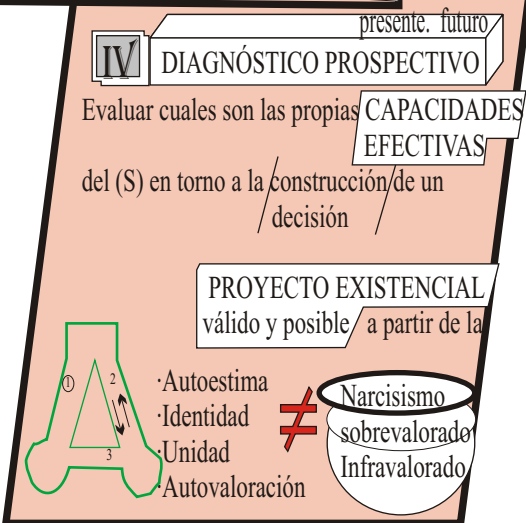 presente. futuro
IV DIAGNÓSTICO PROSPECTIVO
Evaluar cuales son las propias CAPACIDADES
EFECTIVAS
del (S) en torno a la construcción de un
decisión
PROYECTO EXISTENCIAL
válido y posible a partir de la
1
2
3
·Autoestima
·Identidad
·Unidad
·Autovaloración
≠
Narcisismo
sobrevalorado
Infravalorado